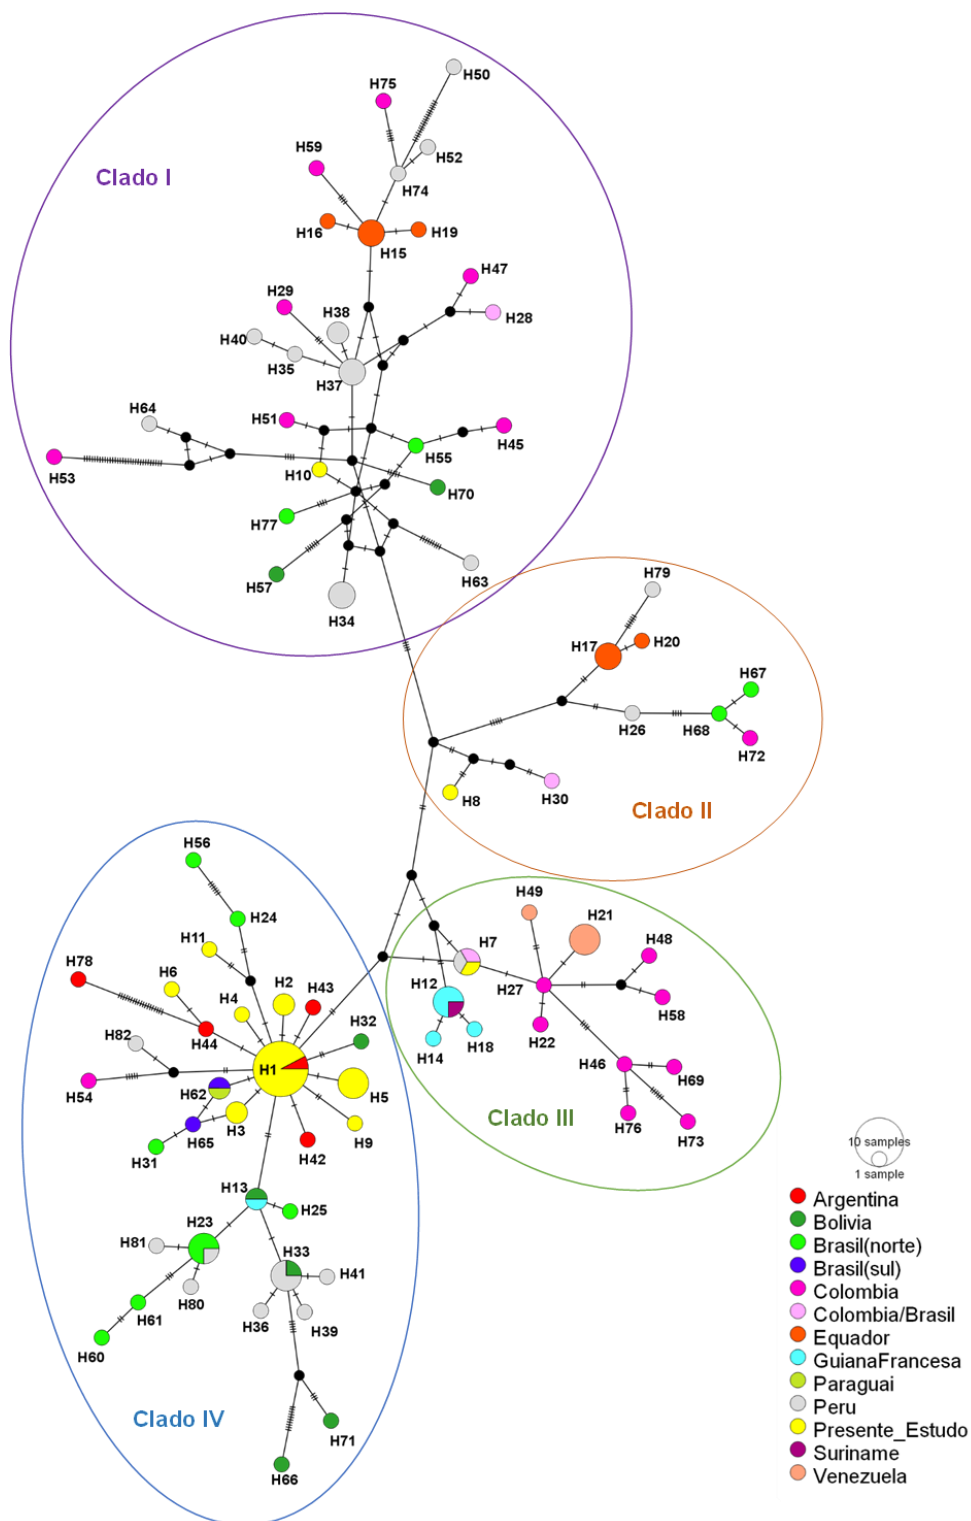 H50
H75
H59
H52
Clado I
H74
H16
H19
H15
H47
H29
H38
H28
H40
H35
H37
H64
H51
H45
H55
H53
H10
H70
H77
H57
H63
H34
H79
H17
H20
H67
H26
H68
H72
H8
H30
Clado II
H56
H49
H21
H24
H11
H7
H48
H78
H6
H2
H43
H12
H27
H4
H58
H32
H22
H82
H44
H14
H18
H1
H46
H69
H54
H62
H5
H3
H9
H76
H73
Clado III
H65
H31
H42
10 samples
1 sample
H13
H25
H23
H81
H33
H41
H80
H36
H39
H61
H60
Clado IV
H71
H66
Argentina
Bolivia
Brasil(norte)
Brasil(sul)
Colombia
Colombia/Brasil
Equador
GuianaFrancesa
Paraguai
Peru
Presente_Estudo
Suriname
Venezuela